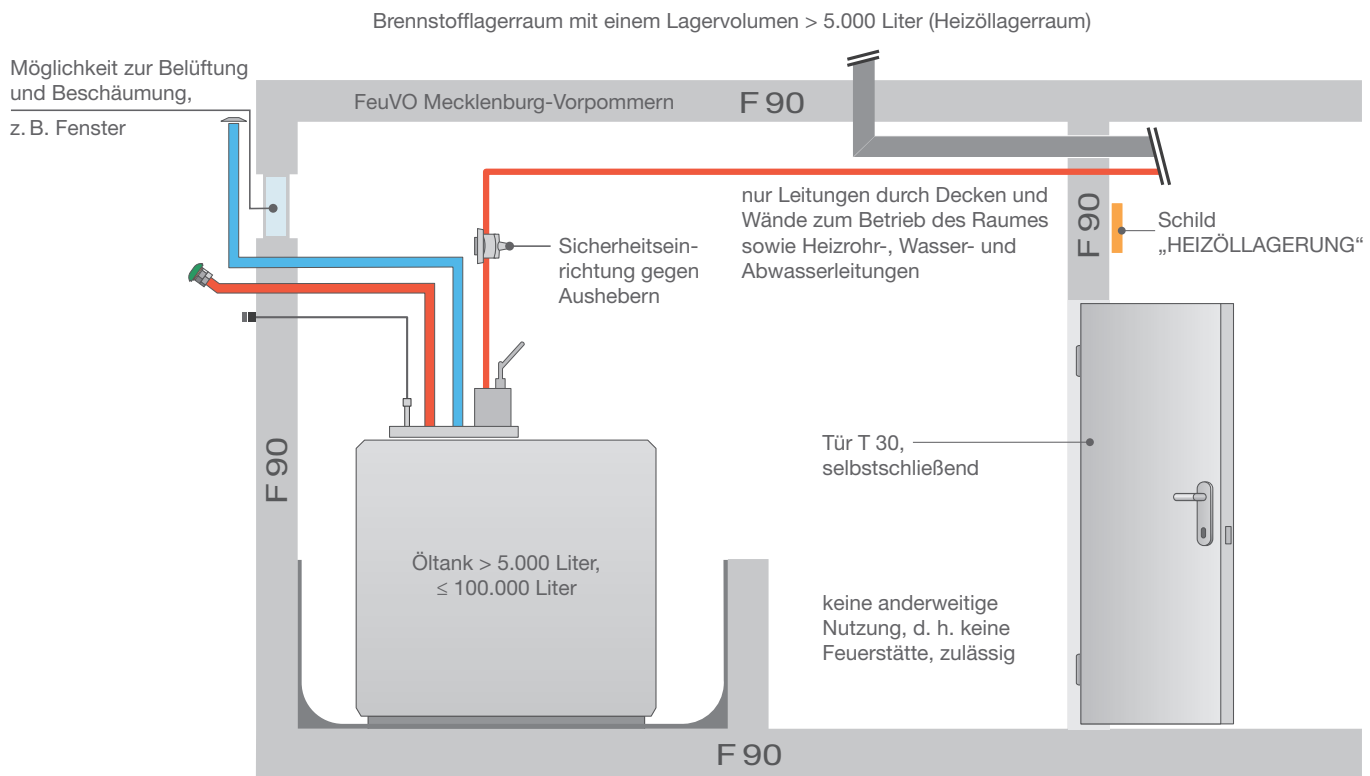 Brennstofflagerraum mit einem Lagervolumen > 5.000 Liter (Heizöllagerraum)
Möglichkeit zur Belüftung
und Beschäumung,
z. B. Fenster
FeuVO Mecklenburg-Vorpommern
F 90
nur Leitungen durch Decken und
Wände zum Betrieb des Raumes
sowie Heizrohr-, Wasser- und
Abwasserleitungen
F 90
Schild
„HEIZÖLLAGERUNG“
Sicherheitsein-
richtung gegen
Aushebern
F 90
Tür T 30,
selbstschließend
Öltank > 5.000 Liter,
≤ 100.000 Liter
keine anderweitige
Nutzung, d. h. keine
Feuerstätte, zulässig
F 90